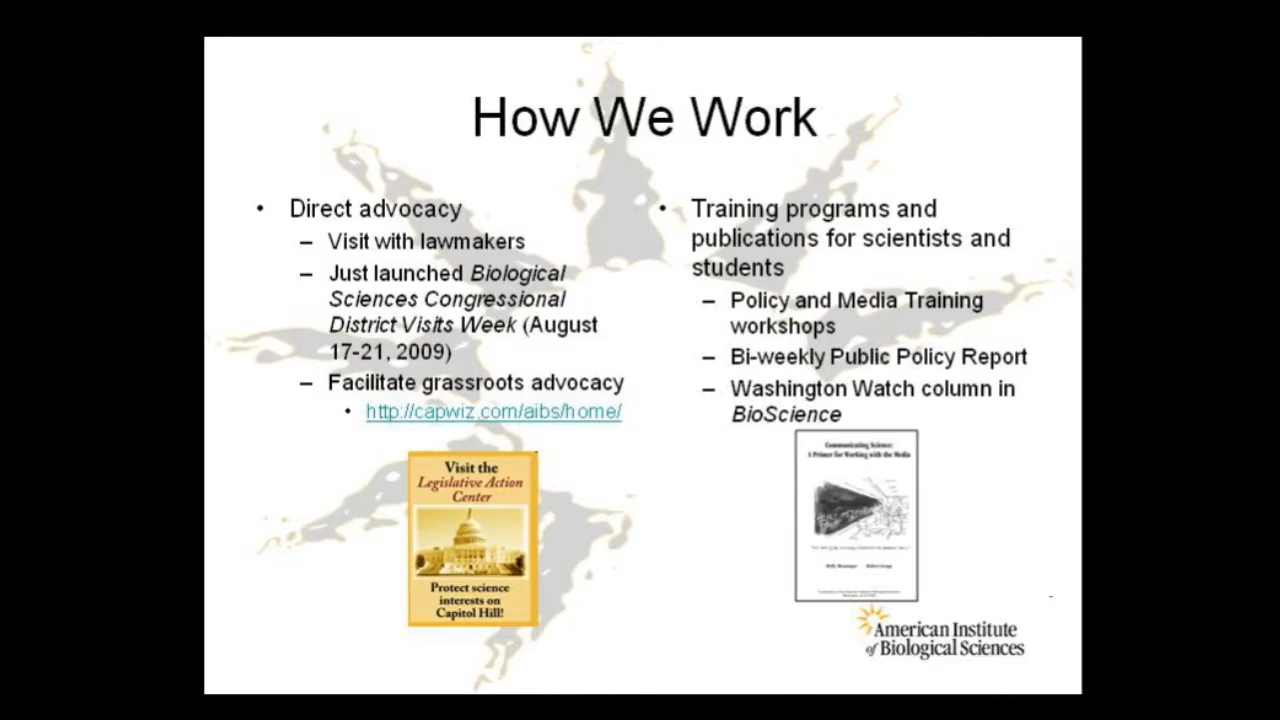 How We Work
• Direct advocacy
– Visit with lawmakers
– Just launched Biological
Sciences Congressional
District Visits Week (August
17-21, 2009)
– Facilitate grassroots advocacy
• http://capwiz.com/aibs/home/
Visit the
Legislative Action
Center
Protect science
interests on
Capitol Hill!
• Training programs and
publications for scientists and
students
– Policy and Media Training
workshops
– Bi-weekly Public Policy Report
– Washington Watch column in
BioScience
Communicating Science:
A Primer for Working with the Media
American Institute
of Biological Sciences